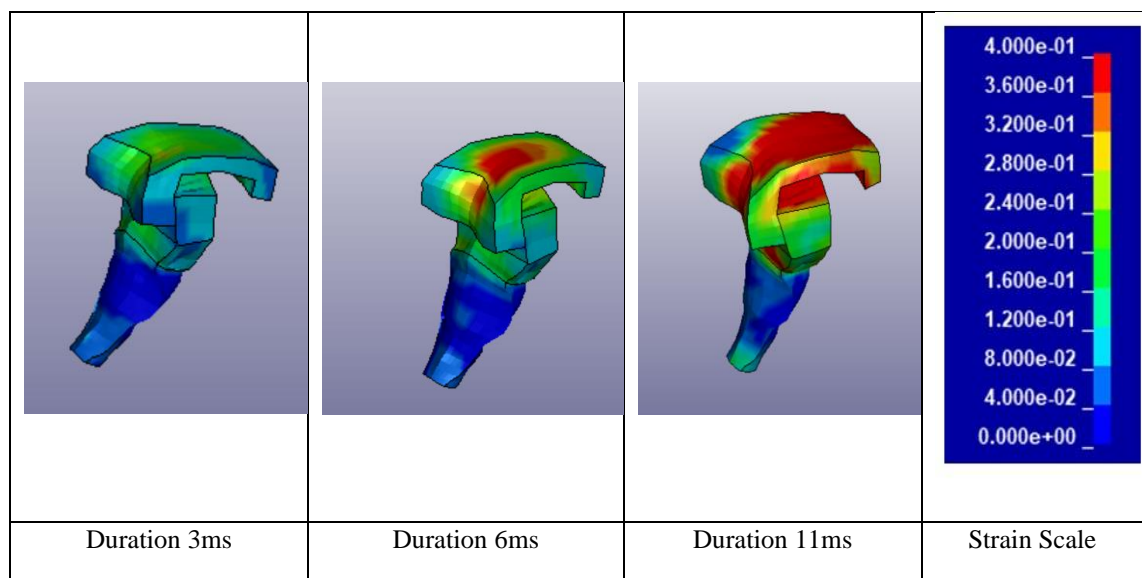 4.000e-01
3.600e-01
3.200e-01
2.800e-01
2.400e-01
2.000e-01
1.600e-01
1.200e-01
8.000e-02
4.000e-02
0.000e+00
Duration 3ms
Duration 6ms
Duration 11ms
Strain Scale